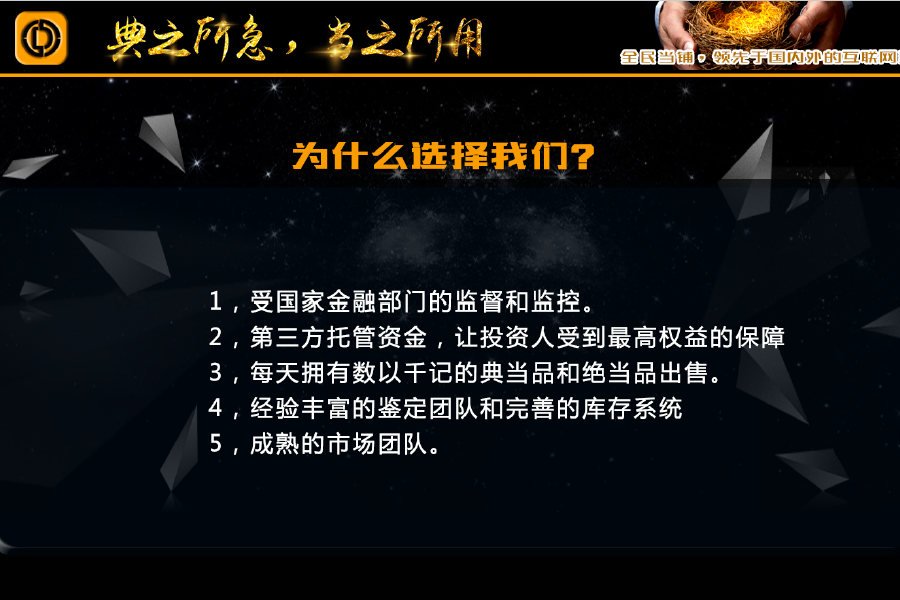 典之所急，当之所用
全民当铺·领先于国内外的互联网
为什么选择我们?
1，受国家金融部门的监督和监控。
2，第三方托管资金，让投资人受到最高权益的保障
3，每天拥有数以千记的典当品和绝当品出售。
4，经验丰富的鉴定团队和完善的库存系统
5，成熟的市场团队。